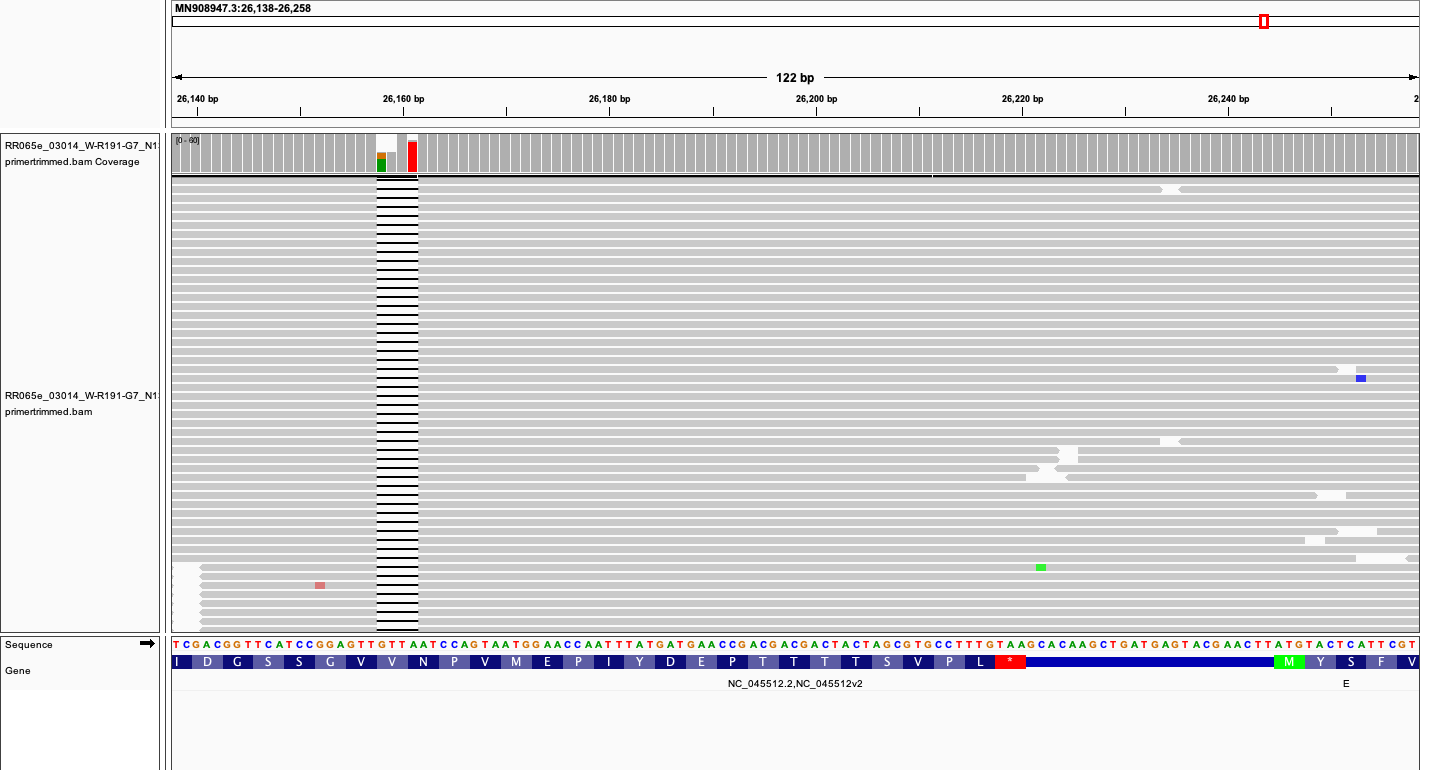 MN908947.3:26,138-26,258
122 bp
26,140 bp 26,160 bp 26,180 bp 26,200 bp 26,220 bp 26,240 bp 2
RR065e_03014_W-R191-G7_N1
primertrimmed.bam Coverage
[0 - 60]
RR065e_03014_W-R191-G7_N1
primertrimmed.bam
Sequence
TCGACGGTTCATCCGGAGTTGTTAATCCAGTAATGGAACCAATTTATGATGAACCGACGACGACTACTAGCGTGCCTTTGTAAGCACAAGCTGATGAGTACGAACTTATGTACTCATTCGT
Gene
I D G S S G V V N P V M E P I Y D E P T T T T S V P L * M Y S F V
NC_045512.2,NC_045512v2 E